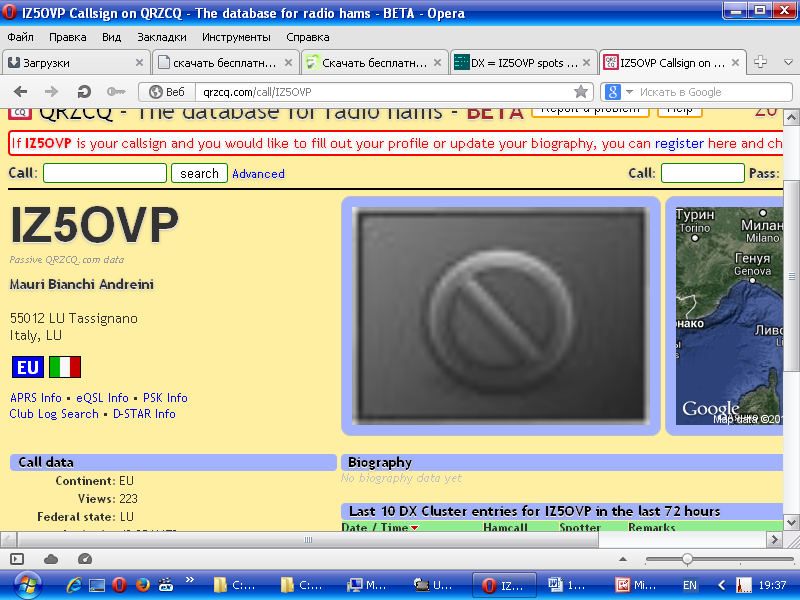 IZ5OVP Callsign on QRZCQ - The database for radio hams - BETA - Opera
Файл Правка Вид Закладки Инструменты Справка
Загрузки скачать бесплатн... Скачать бесплатн... DX = IZ5OVP spots ... IZ5OVP Callsign on ...
Веб qrzcq.com/call/IZ5OVP Искать в Google
QRZCQ - The database for radio hams - BETA Report a problem Help
If IZ5OVP is your callsign and you would like to fill out your profile or update your biography, you can register here and ch
Call: search Advanced Call: Pass:
IZ5OVP
Passive QRZCQ.com data
Mauri Bianchi Andreini
55012 LU Tassignano
Italy, LU
EU
APRS Info • eQSL Info • PSK Info
Club Log Search • D-STAR Info
Турин
Torino
Милан
Milano
Генуя
Genova
нако
Ливо
Google
Map data ©201
Call data
Continent: EU
Views: 223
Federal state: LU
Biography
No biography data yet
Last 10 DX Cluster entries for IZ5OVP in the last 72 hours
Date / Time Hamcall Spotter Remarks
C:... C:... M... U... IZ... 1... Mi... EN 19:37